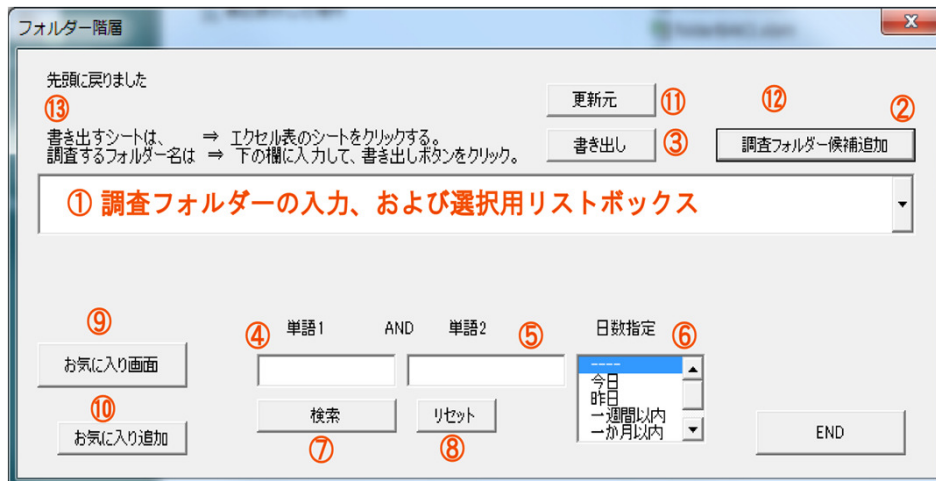 フォルダー階層
X
先頭に戻りました
⑬
更新元
⑪
⑫
②
書き出すシートは、 ⇒ エクセル表のシートをクリックする。
調査するフォルダー名は ⇒ 下の欄に入力して、書き出しボタンをクリック。
書き出し
③
調査フォルダー候補追加
① 調査フォルダーの入力、および選択用リストボックス
⑨
④
単語1
AND
単語2
⑤
日数指定
⑥
お気に入り画面
----
今日
昨日
一週間以内
一か月以内
⑩
お気に入り追加
検索
リセット
END
⑦
⑧